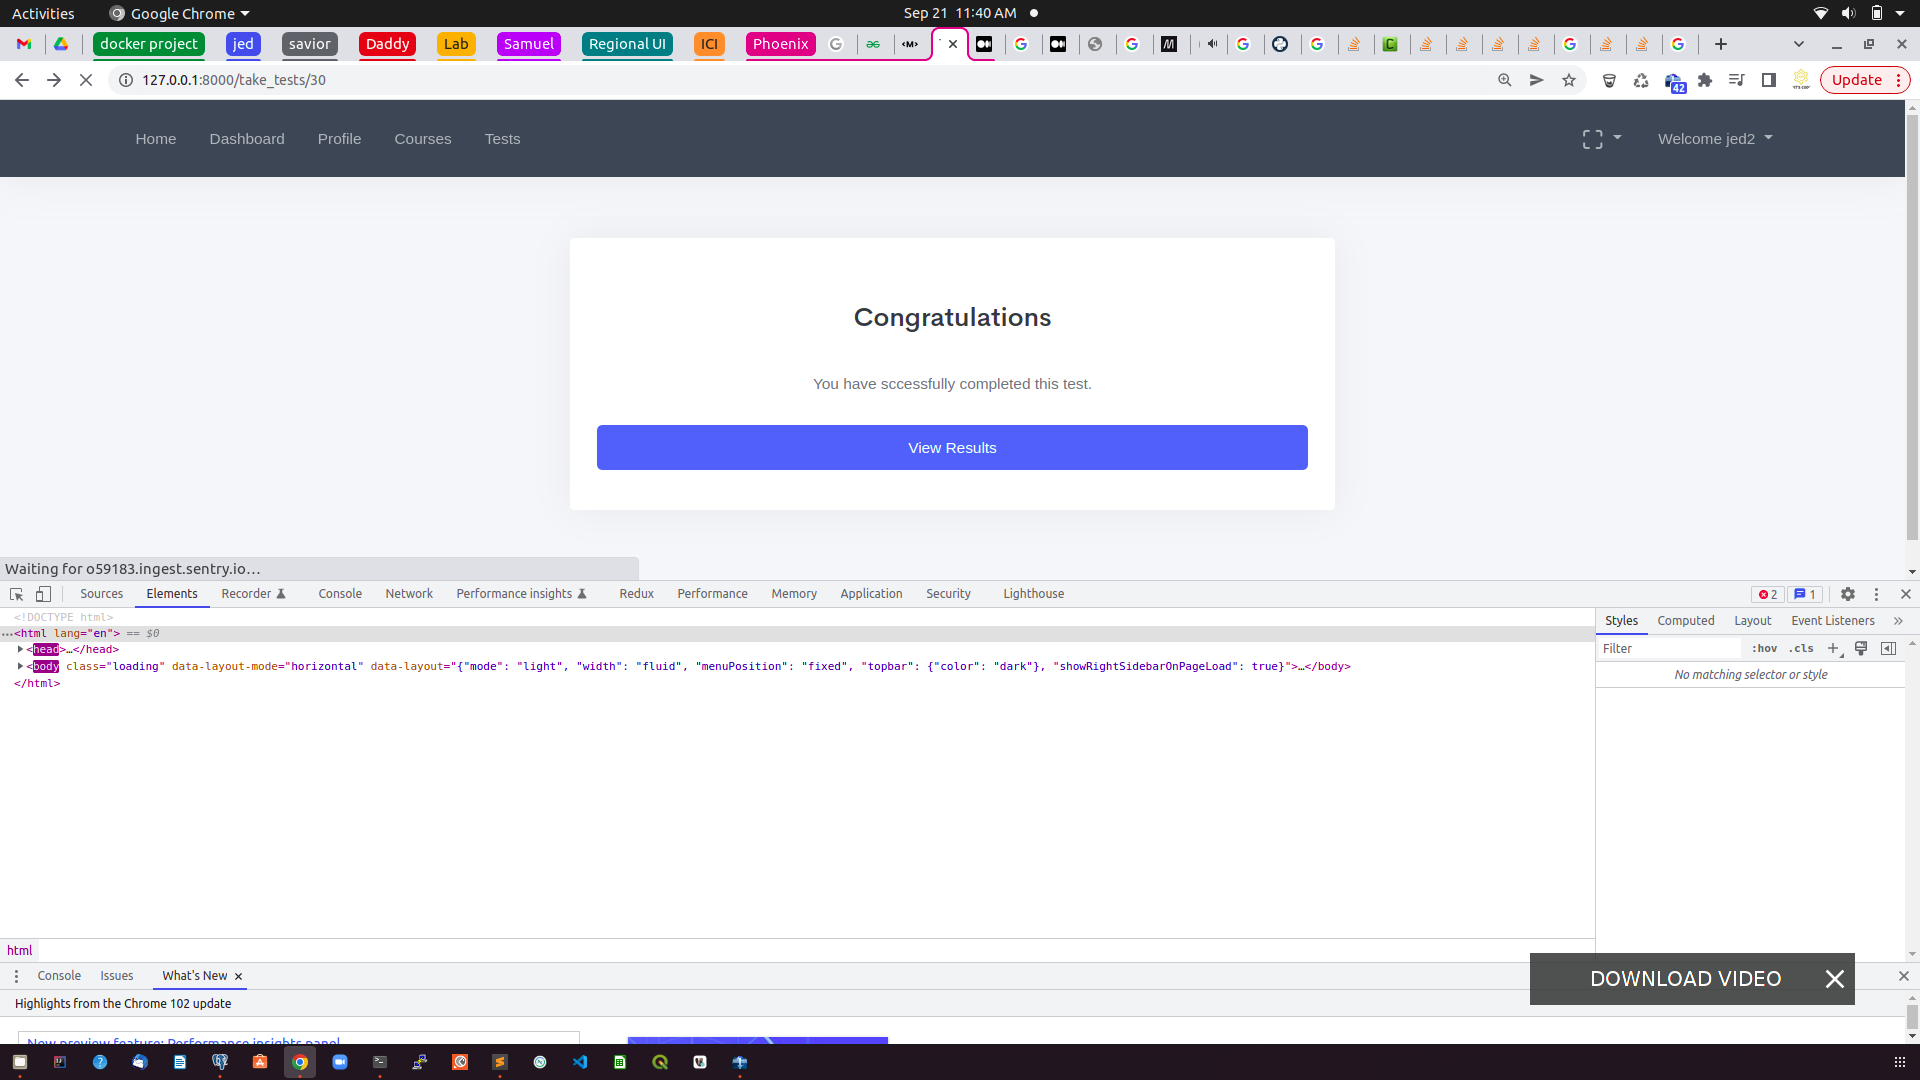 Activities Google Chrome Sep 21 11:40 AM
docker project jed savior Daddy Lab Samuel Regional UI ICI Phoenix
127.0.0.1:8000/take_tests/30 42 Update
Home Dashboard Profile Courses Tests Welcome jed2
Congratulations
You have sccessfully completed this test.
View Results
Waiting for o59183.ingest.sentry.io…
Sources Elements Recorder Console Network Performance insights Redux Performance Memory Application Security Lighthouse 2 1
<!DOCTYPE html>
…<html lang="en"> == $0
<head>…</head>
<body class="loading" data-layout-mode="horizontal" data-layout="{"mode": "light", "width": "fluid", "menuPosition": "fixed", "topbar": {"color": "dark"}, "showRightSidebarOnPageLoad": true}">…</body>
</html>
Styles Computed Layout Event Listeners »
Filter :hov .cls +
No matching selector or style
html
Console Issues What's New
DOWNLOAD VIDEO
Highlights from the Chrome 102 update
New preview feature: Performance insights panel